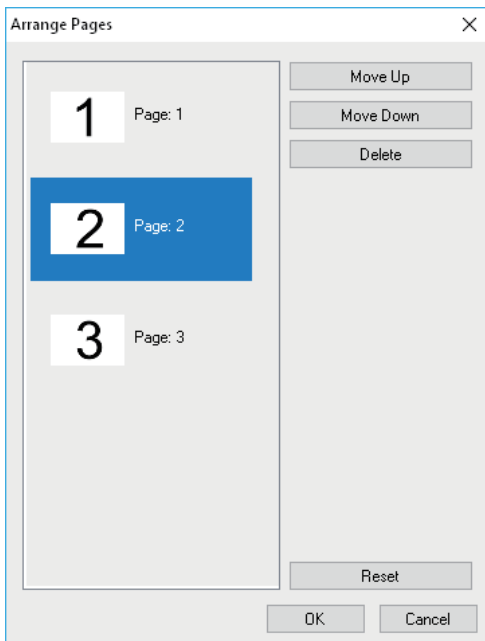 Arrange Pages
1 Page: 1
2 Page: 2
3 Page: 3
Move Up
Move Down
Delete
Reset
OK Cancel